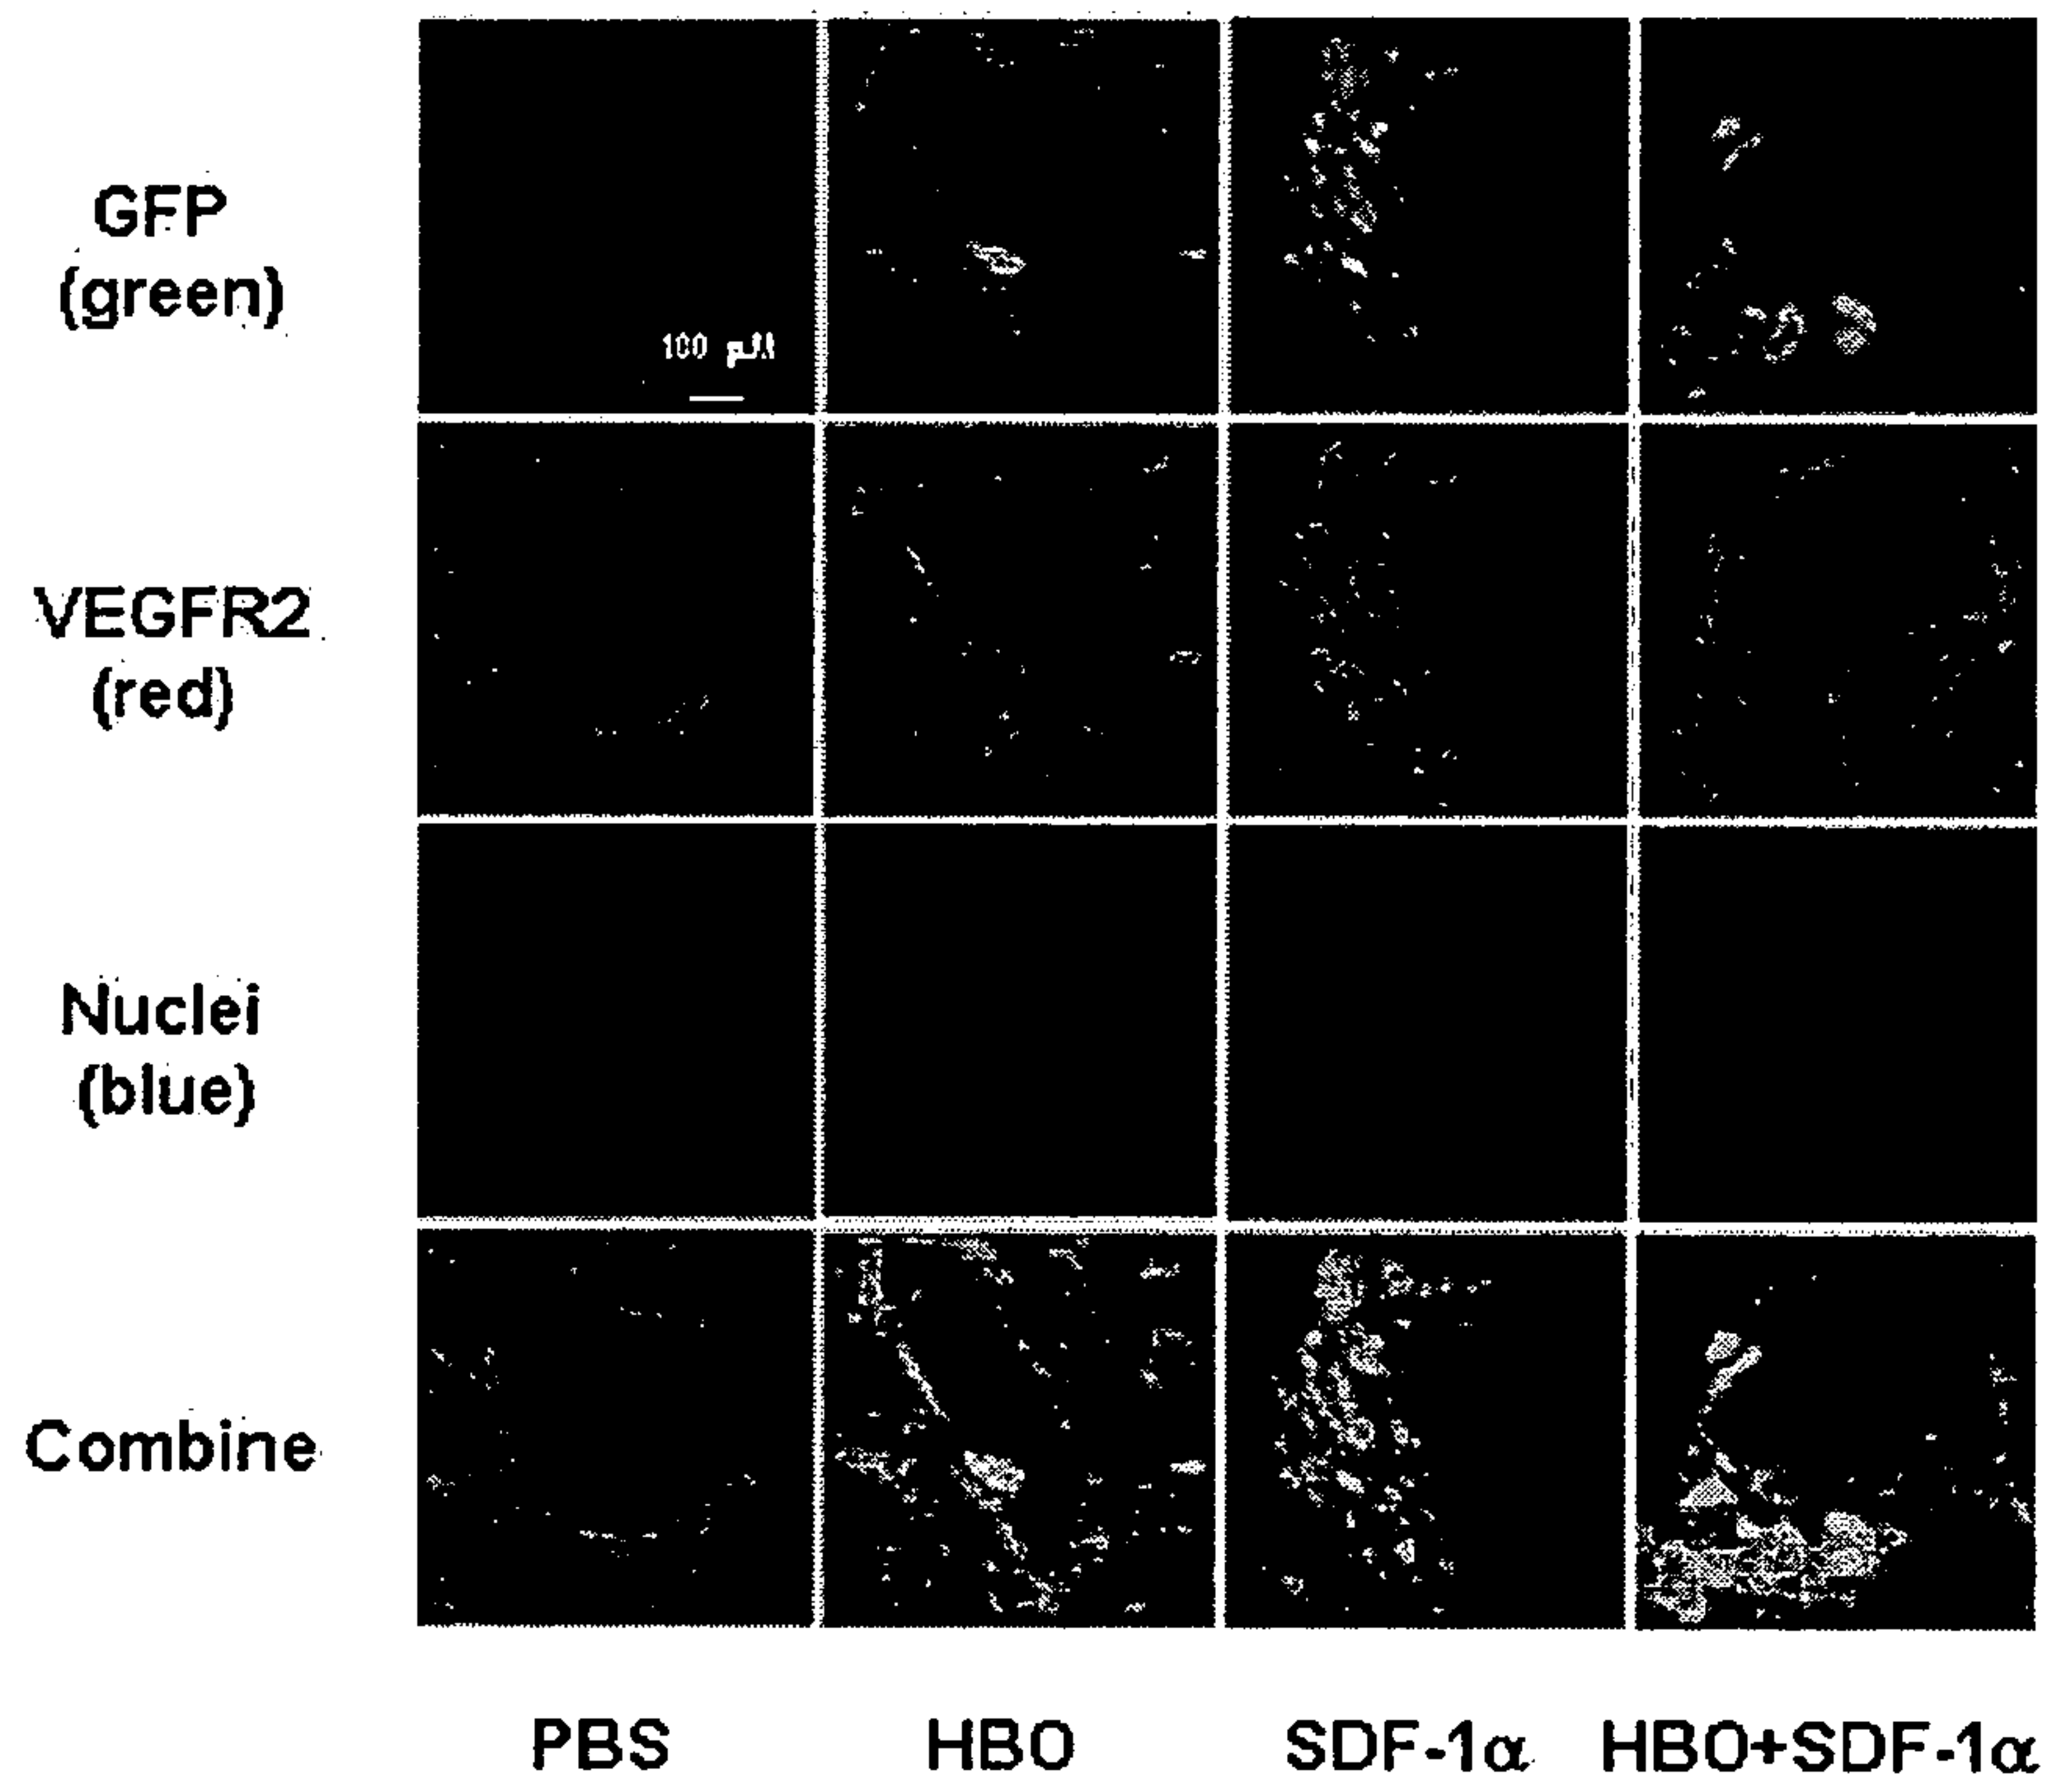 GFP
(green)
100 µm
VEGFR2
(red)
Nuclei
(blue)
Combine
PBS HBO SDF-1α HBO+SDF-1α